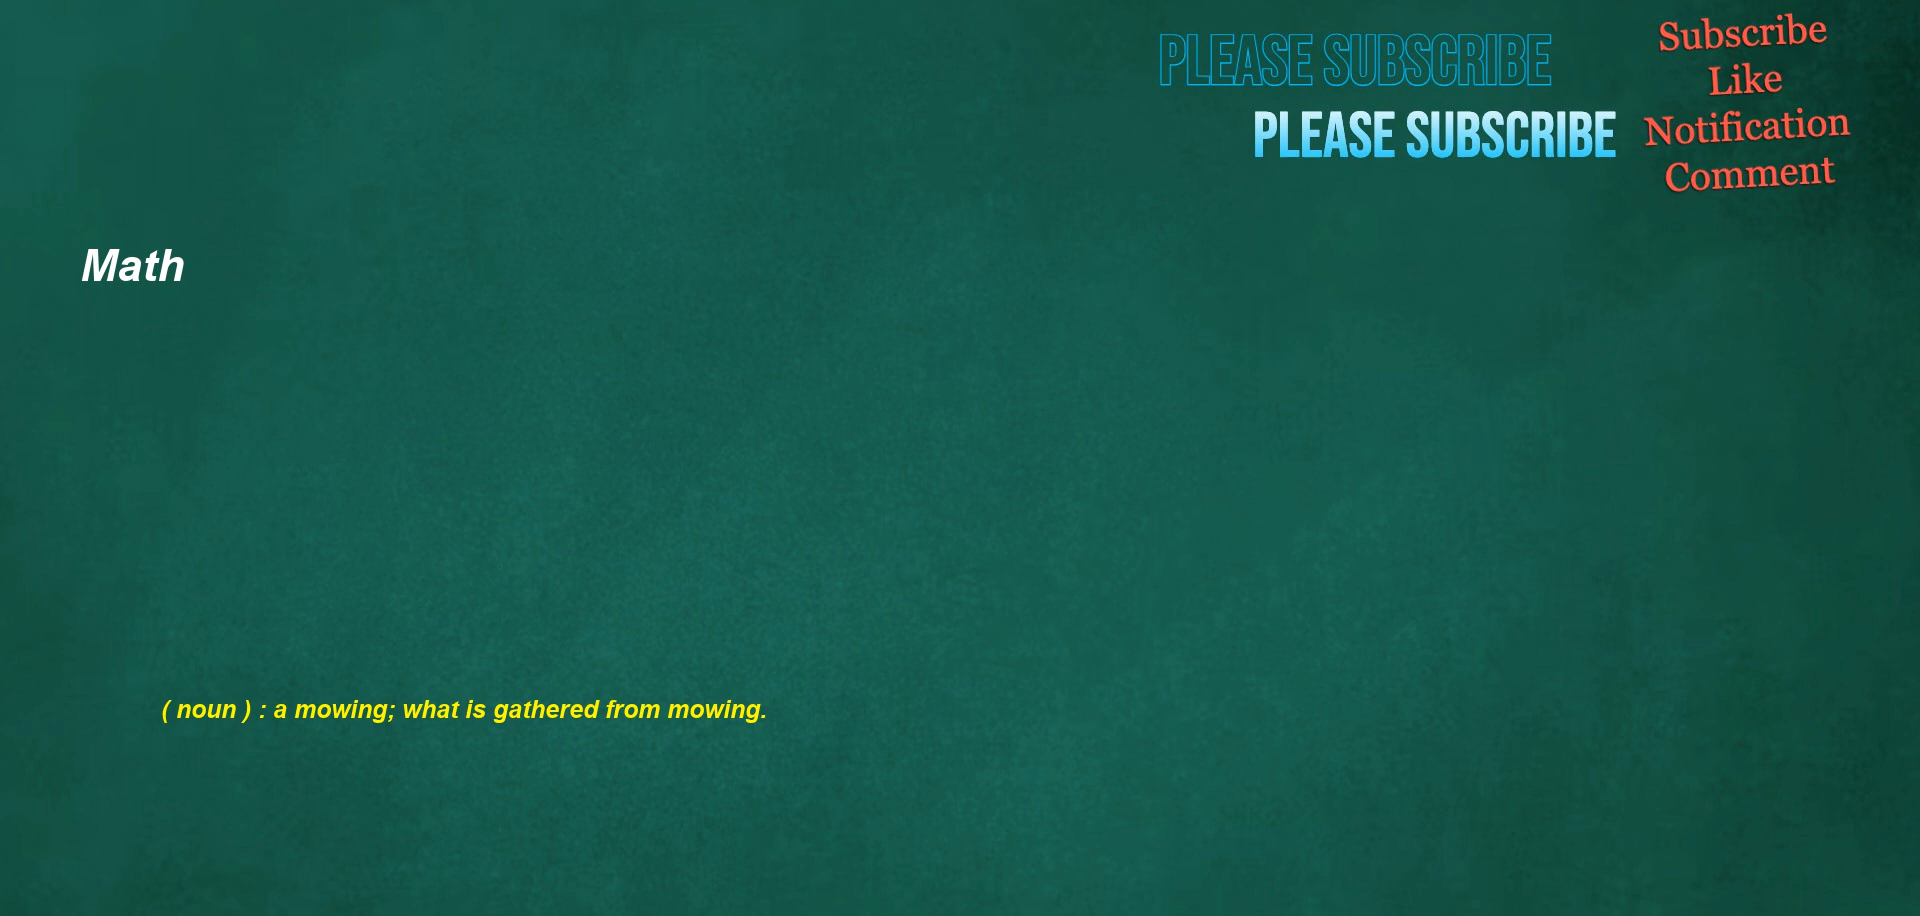 PLEASE SUBSCRIBE
PLEASE SUBSCRIBE
Subscribe
Like
Notification
Comment
Math
( noun ) : a mowing; what is gathered from mowing.